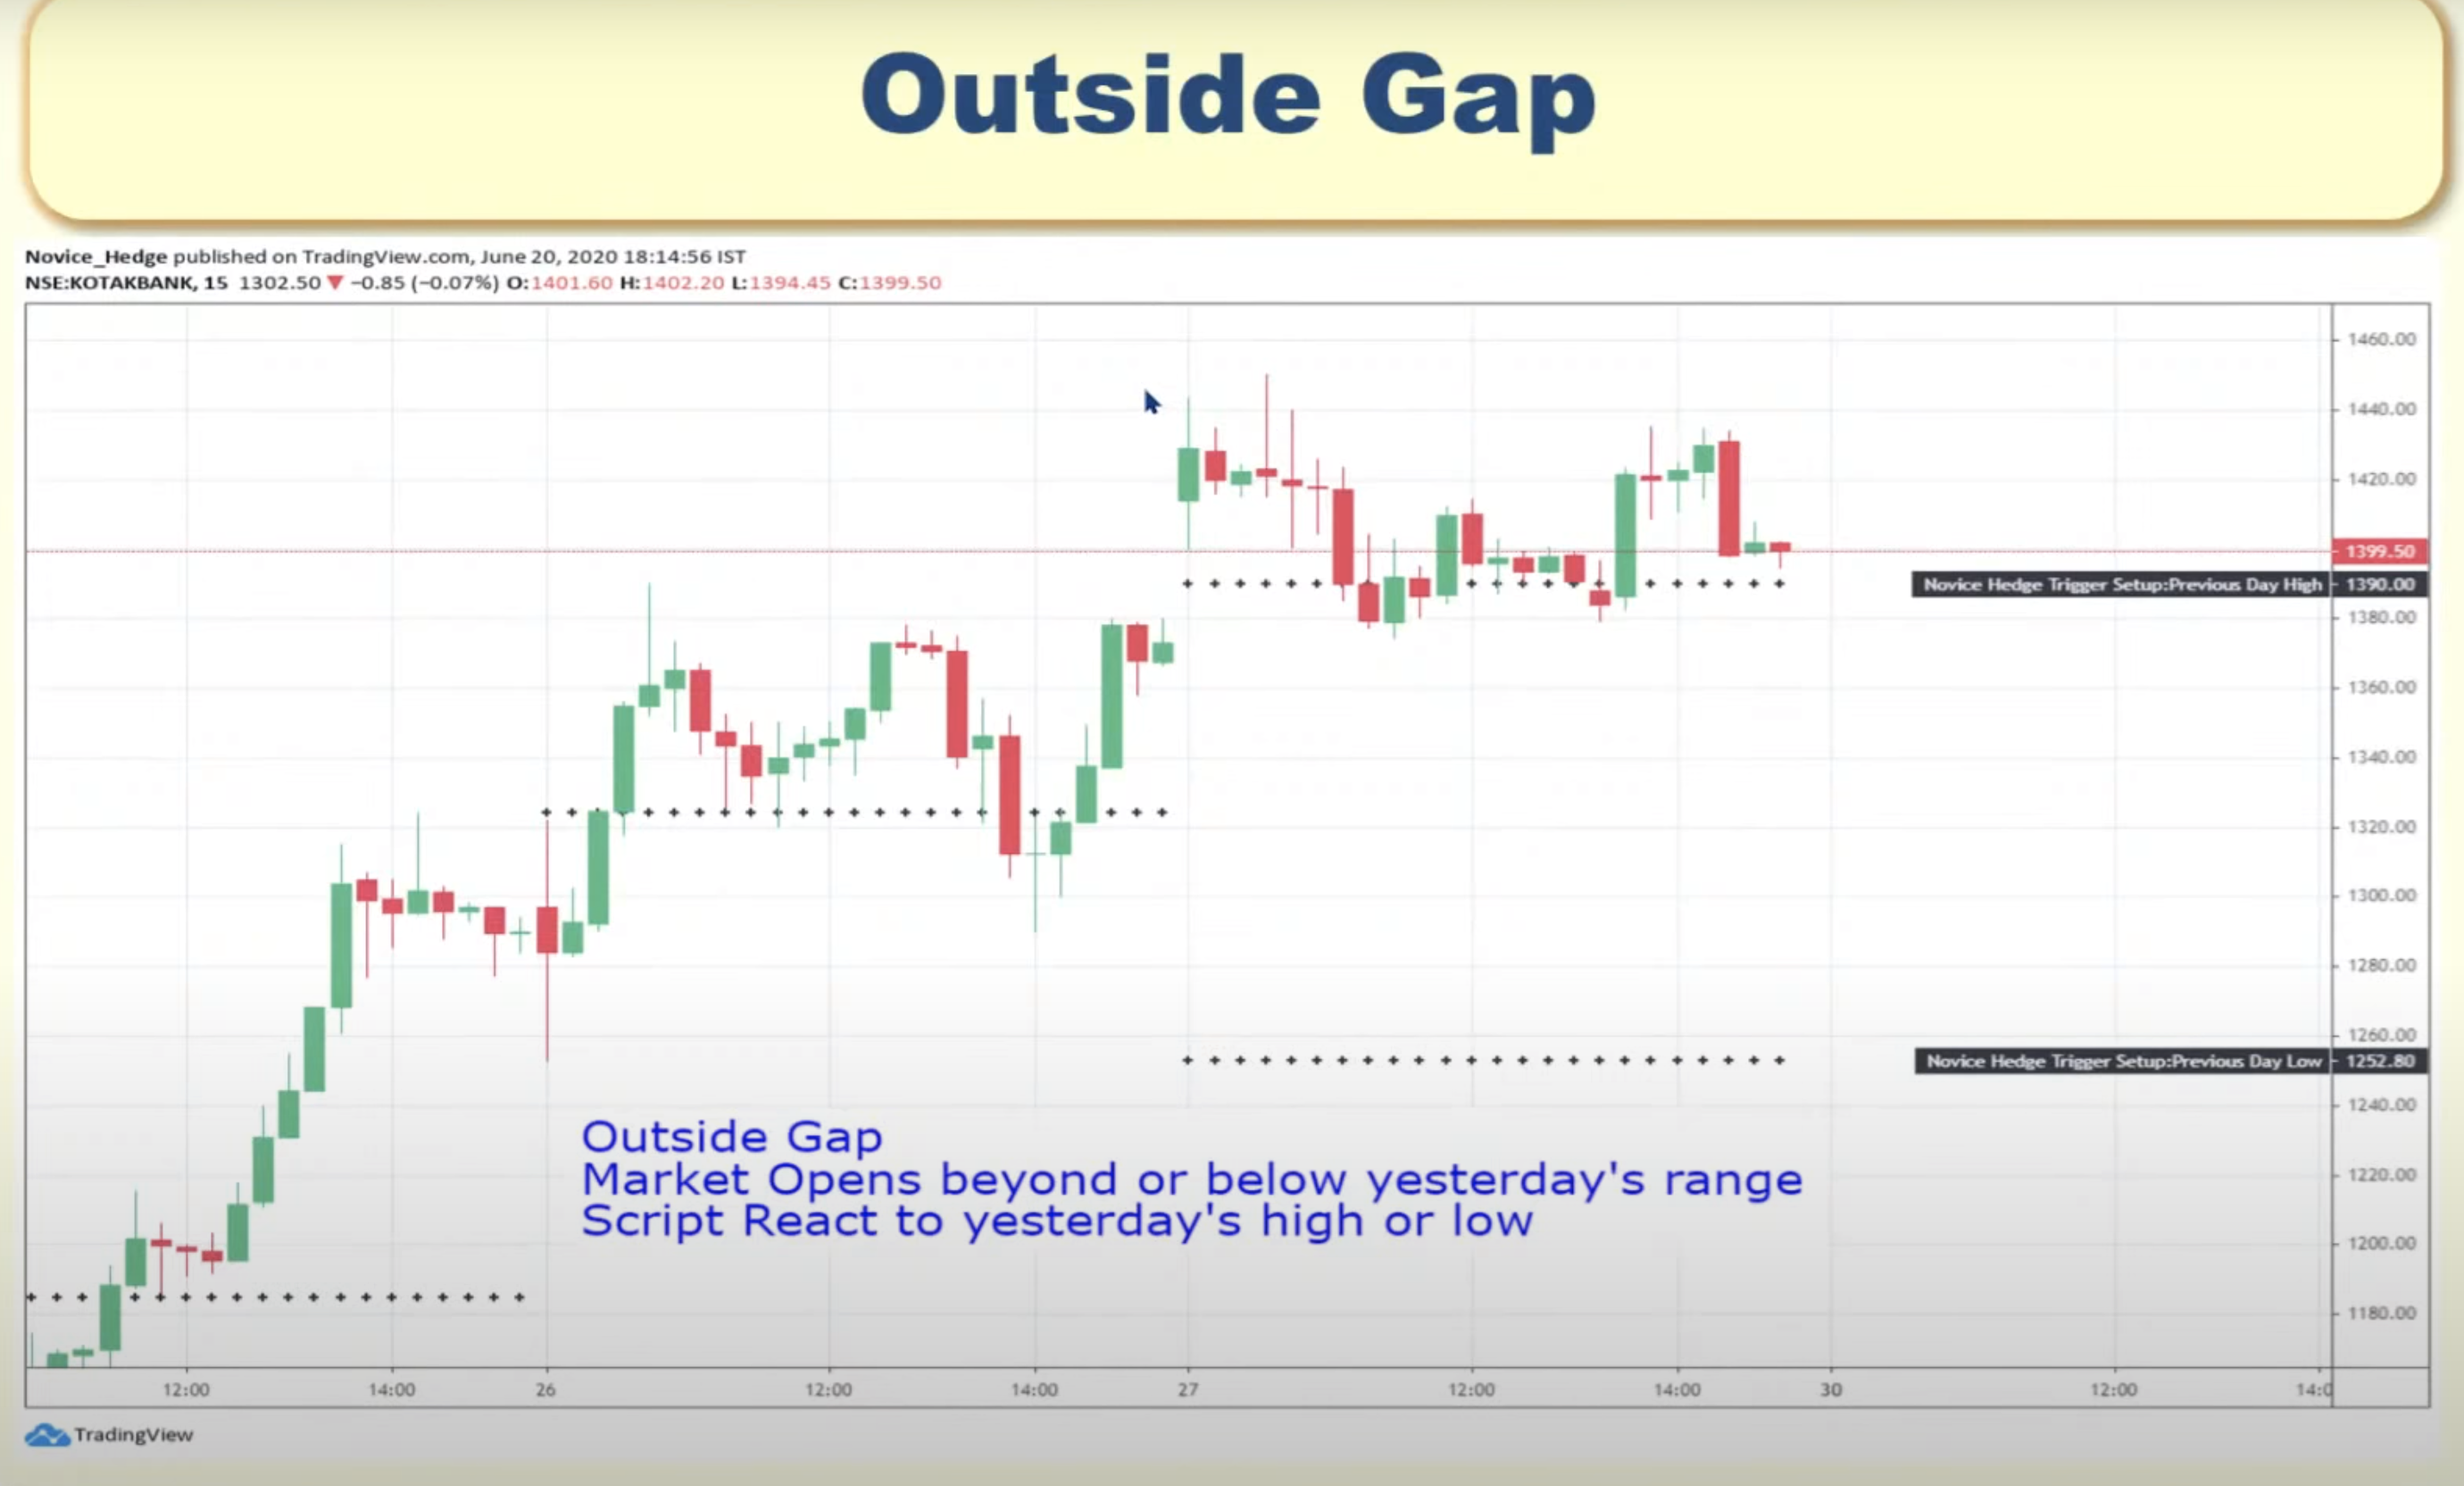 Outside Gap
Novice_Hedge published on TradingView.com, June 20, 2020 18:14:56 IST
NSE:KOTAKBANK, 15 1302.50 ▼ −0.85 (−0.07%) O:1401.60 H:1402.20 L:1394.45 C:1399.50
1460.00
1440.00
1420.00
1399.50
Novice Hedge Trigger Setup:Previous Day High 1390.00
1380.00
1360.00
1340.00
1320.00
1300.00
1280.00
1260.00
Novice Hedge Trigger Setup:Previous Day Low 1252.80
1240.00
Outside Gap
Market Opens beyond or below yesterday's range
Script React to yesterday's high or low
1220.00
1200.00
1180.00
12:00 14:00 26 12:00 14:00 27 12:00 14:00 30 12:00 14:0
TradingView